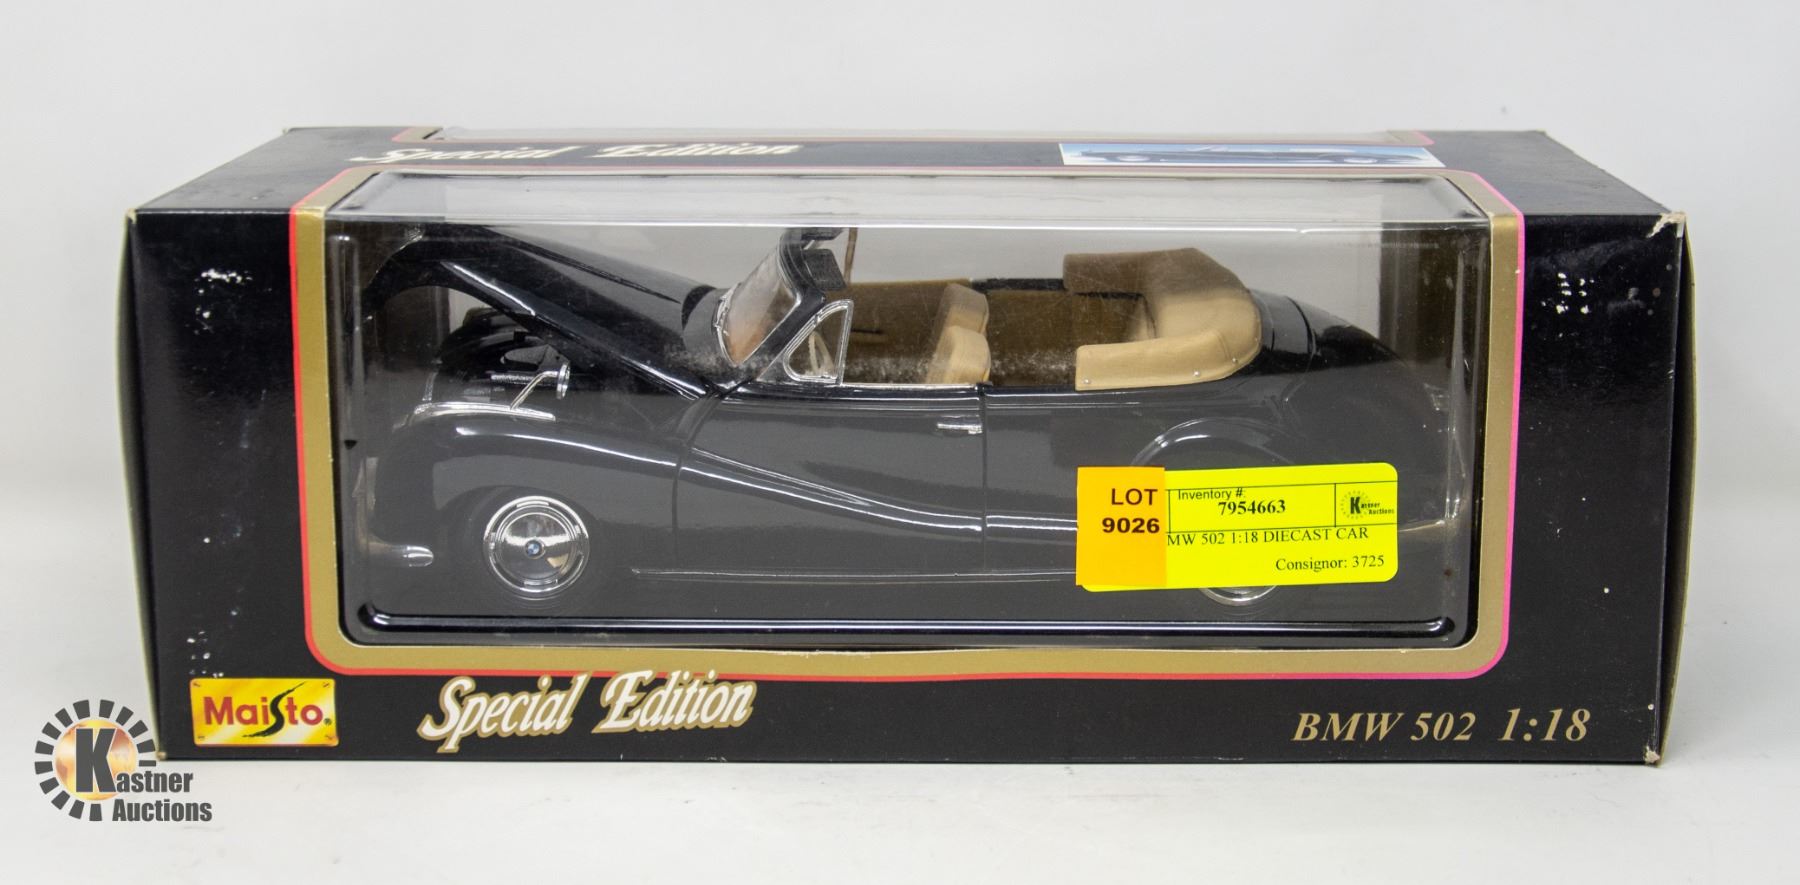 Special Edition
LOT
9026
Inventory #:
7954663
Kastner
Auctions
MW 502 1:18 DIECAST CAR
Consignor: 3725
Maisto®
Special Edition
BMW 502 1:18
Kastner
Auctions